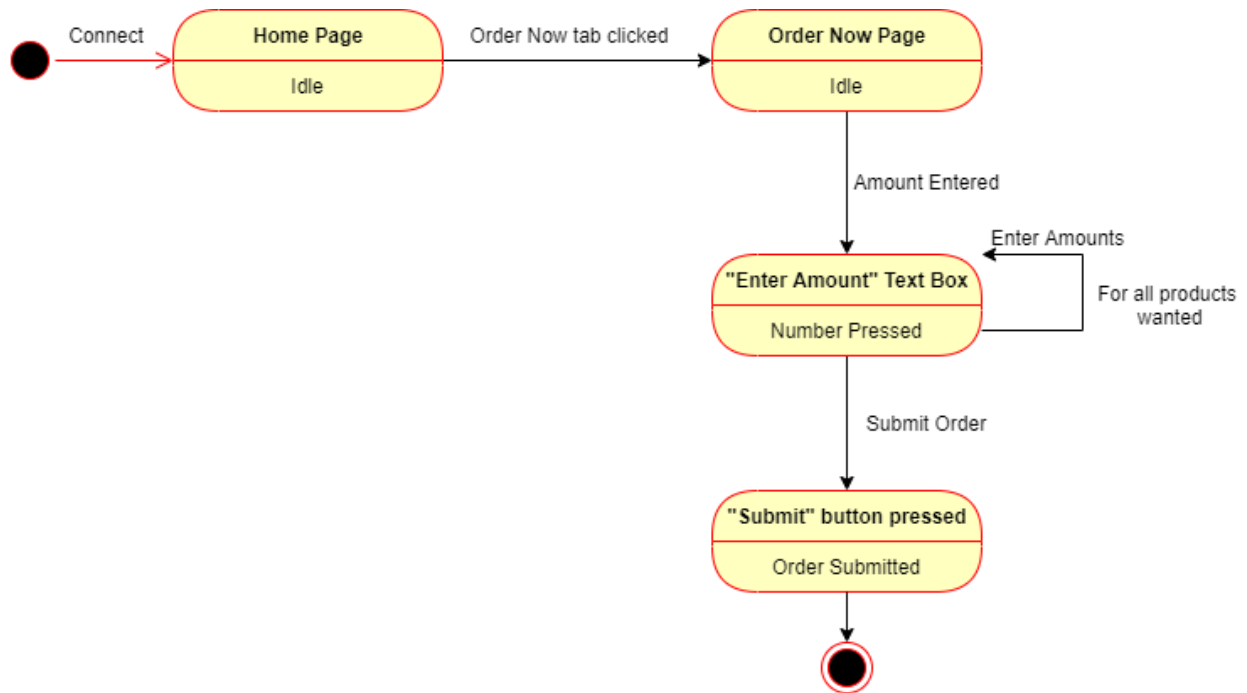 Connect
Home Page
Idle
Order Now tab clicked
Order Now Page
Idle
Amount Entered
Enter Amounts
For all products
wanted
"Enter Amount" Text Box
Number Pressed
Submit Order
"Submit" button pressed
Order Submitted